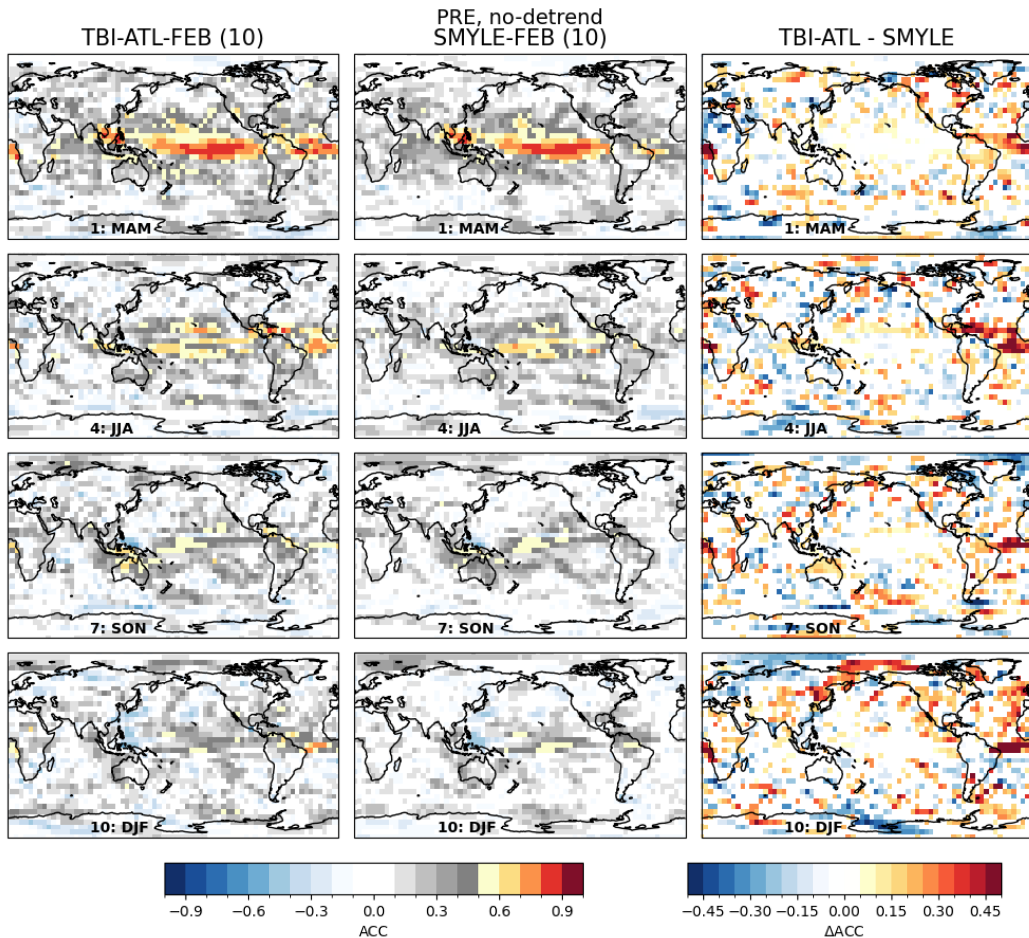 PRE, no-detrend
TBI-ATL-FEB (10) SMYLE-FEB (10) TBI-ATL - SMYLE
1: MAM 1: MAM 1: MAM
4: JJA 4: JJA 4: JJA
7: SON 7: SON 7: SON
10: DJF 10: DJF 10: DJF
−0.9 −0.6 −0.3 0.0 0.3 0.6 0.9 −0.45 −0.30 −0.15 0.00 0.15 0.30 0.45
ACC ΔACC